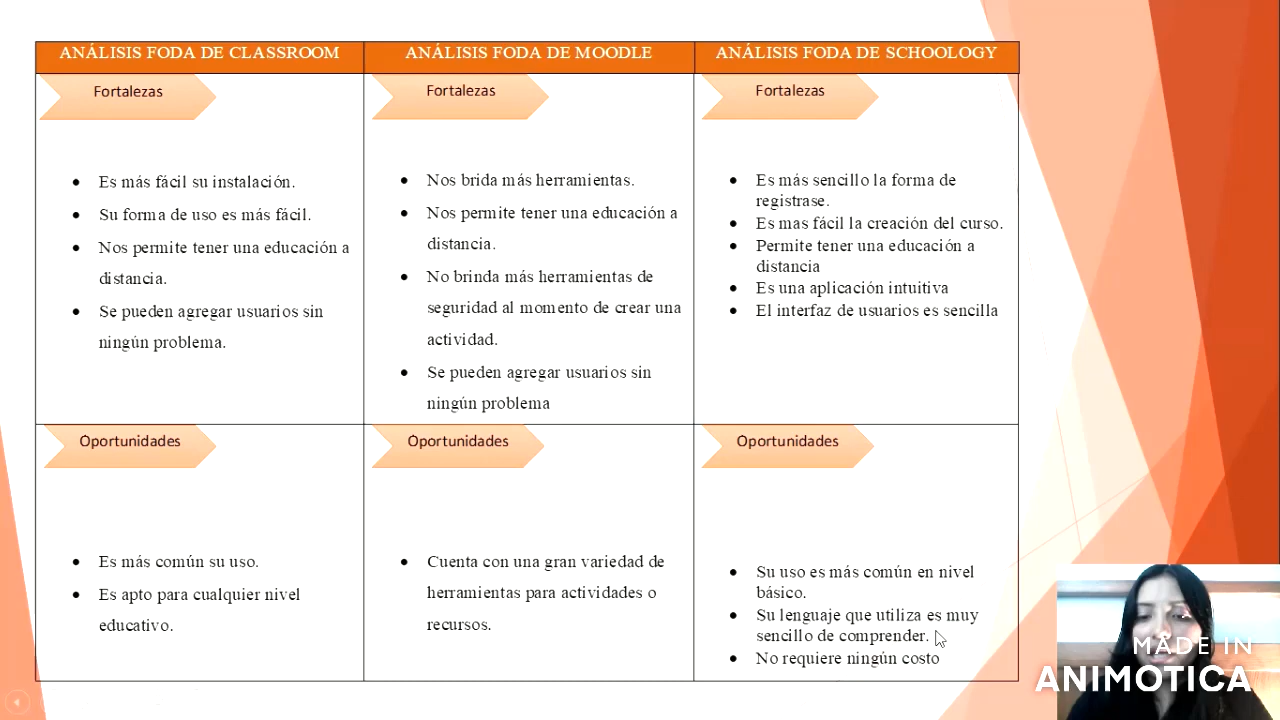 ANÁLISIS FODA DE CLASSROOM
Fortalezas
Es más fácil su instalación.
Su forma de uso es más fácil.
Nos permite tener una educación a
distancia.
Se pueden agregar usuarios sin
ningún problema.
Oportunidades
Es más común su uso.
Es apto para cualquier nivel
educativo.
ANÁLISIS FODA DE MOODLE
Fortalezas
Nos brida más herramientas.
Nos permite tener una educación a
distancia.
No brinda más herramientas de
seguridad al momento de crear una
actividad.
Se pueden agregar usuarios sin
ningún problema
Oportunidades
Cuenta con una gran variedad de
herramientas para actividades o
recursos.
ANÁLISIS FODA DE SCHOOLOGY
Fortalezas
Es más sencillo la forma de
registrase.
Es mas fácil la creación del curso.
Permite tener una educación a
distancia
Es una aplicación intuitiva
El interfaz de usuarios es sencilla
Oportunidades
Su uso es más común en nivel
básico.
Su lenguaje que utiliza es muy
sencillo de comprender.
No requiere ningún costo
MADE IN
ANIMOTICA